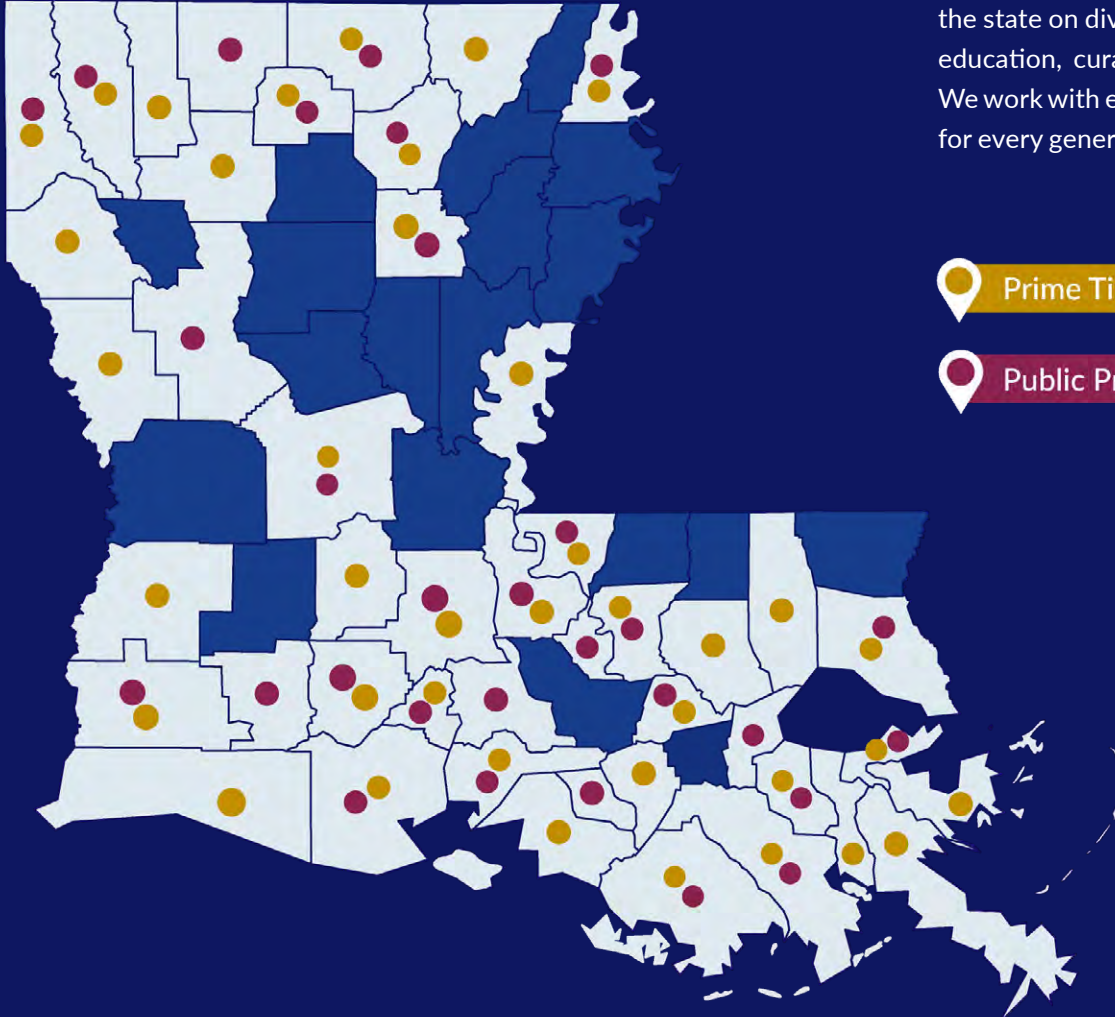 the state on div
education, cura
We work with e
for every gener
Prime Ti
Public Pr